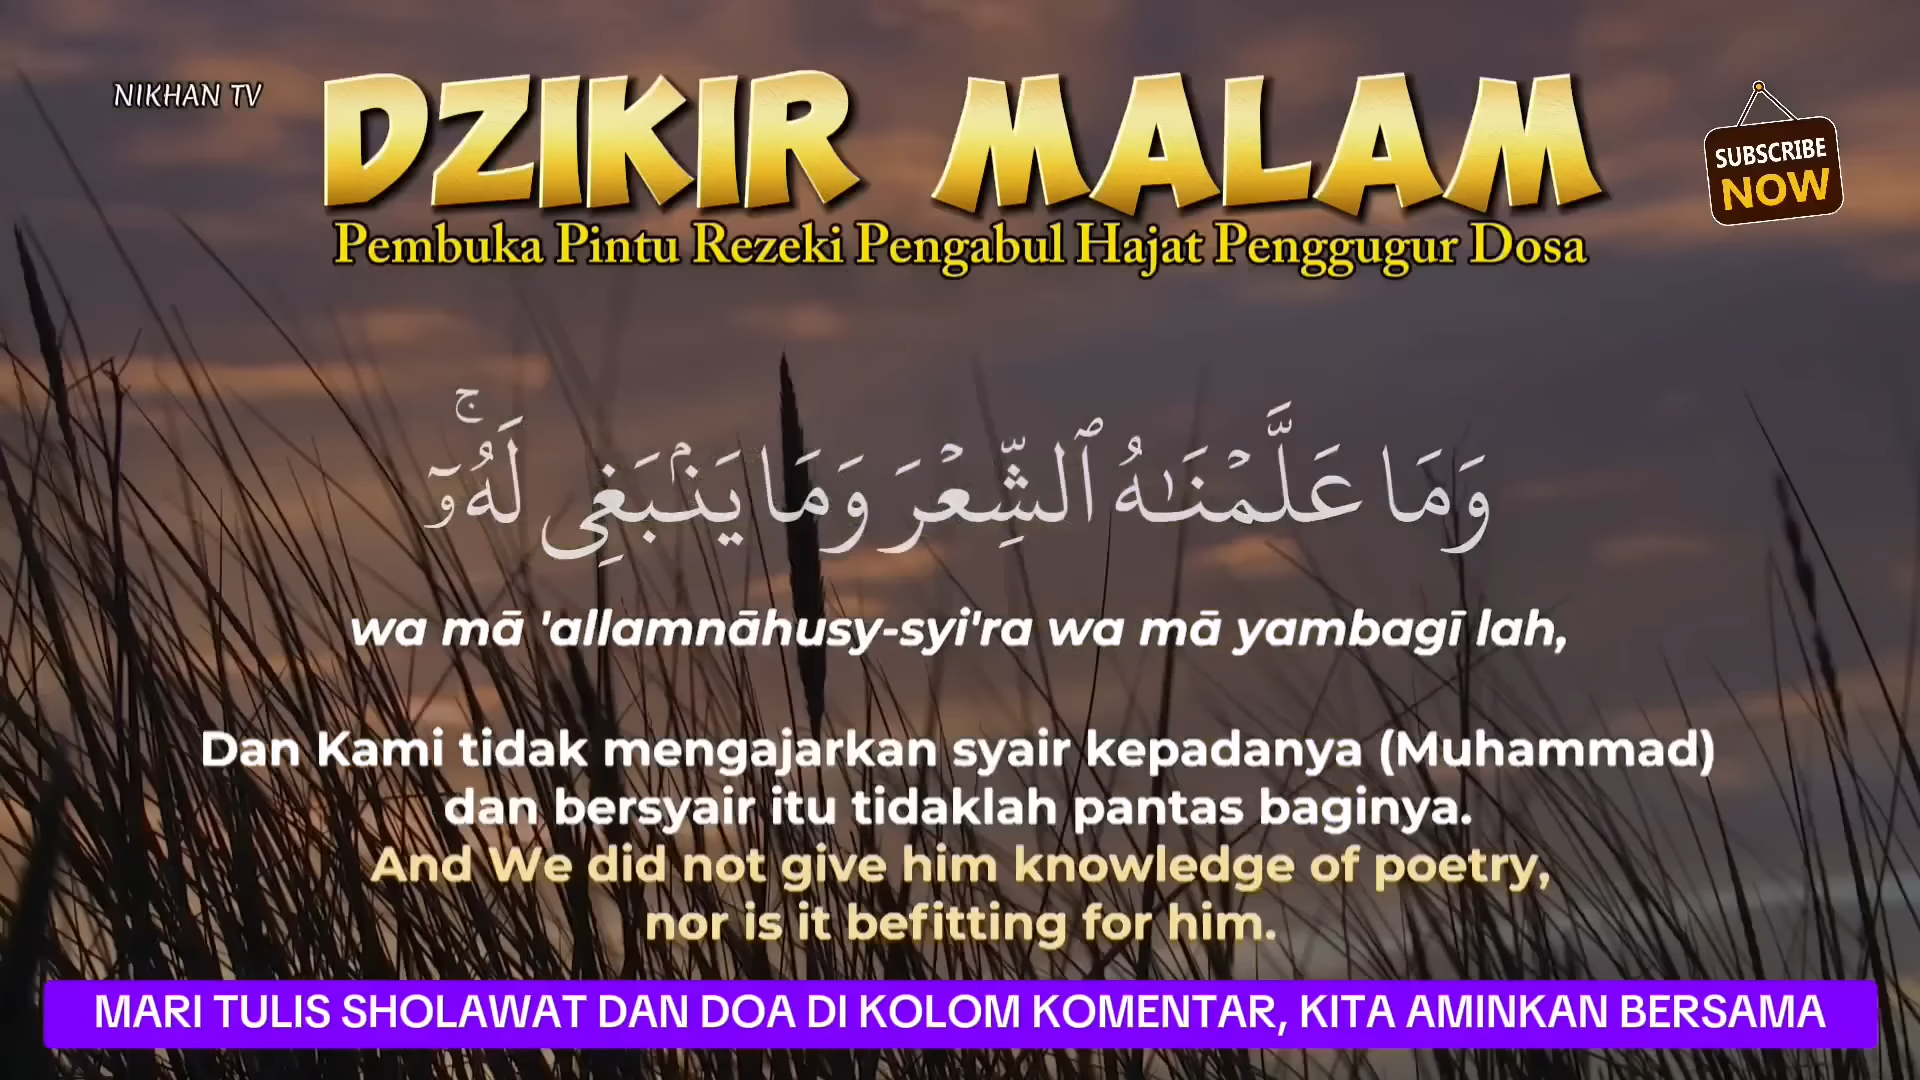 NIKHAN TV
DZIKIR MALAM
SUBSCRIBE
NOW
Pembuka Pintu Rezeki Pengabul Hajat Penggugur Dosa
وَمَا عَلَّمْنَٰهُ ٱلشِّعْرَ وَمَا يَنۢبَغِى لَهُۥٓ ۚ
wa mā 'allamnāhusy-syi'ra wa mā yambagī lah,
Dan Kami tidak mengajarkan syair kepadanya (Muhammad)
dan bersyair itu tidaklah pantas baginya.
And We did not give him knowledge of poetry,
nor is it befitting for him.
MARI TULIS SHOLAWAT DAN DOA DI KOLOM KOMENTAR, KITA AMINKAN BERSAMA